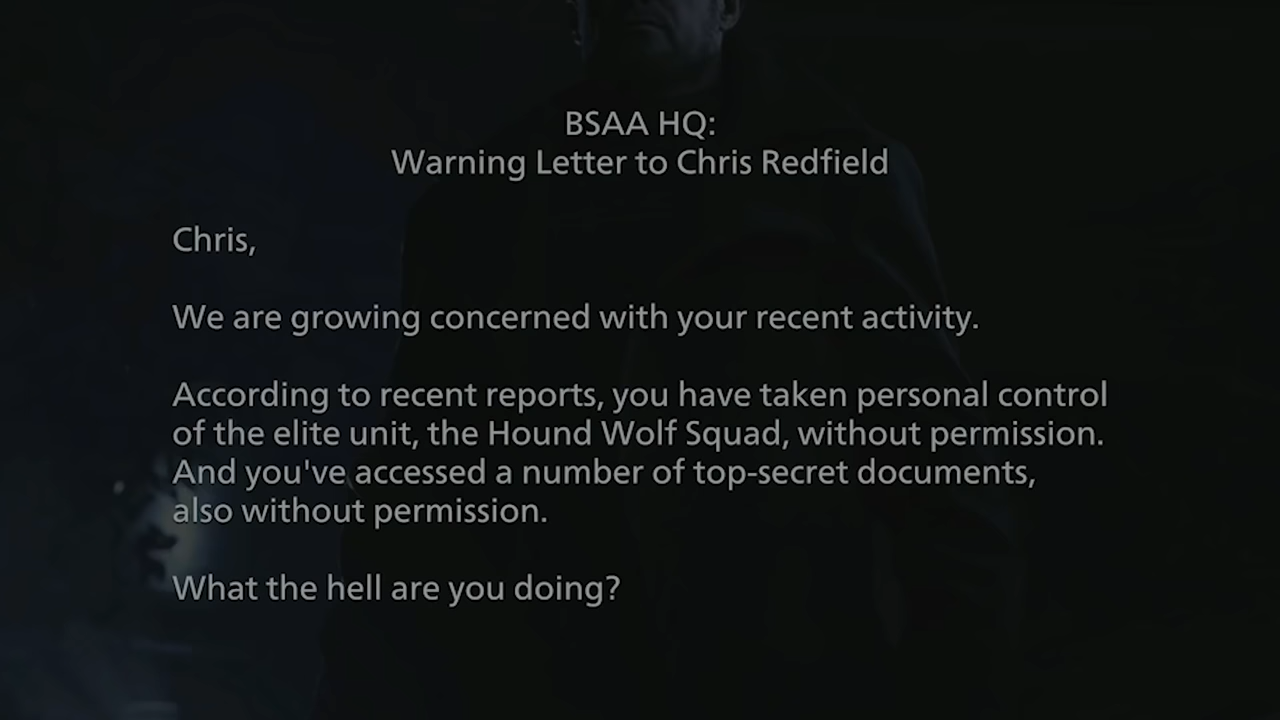 BSAA HQ:
Warning Letter to Chris Redfield
Chris,
We are growing concerned with your recent activity.
According to recent reports, you have taken personal control
of the elite unit, the Hound Wolf Squad, without permission.
And you've accessed a number of top-secret documents,
also without permission.
What the hell are you doing?